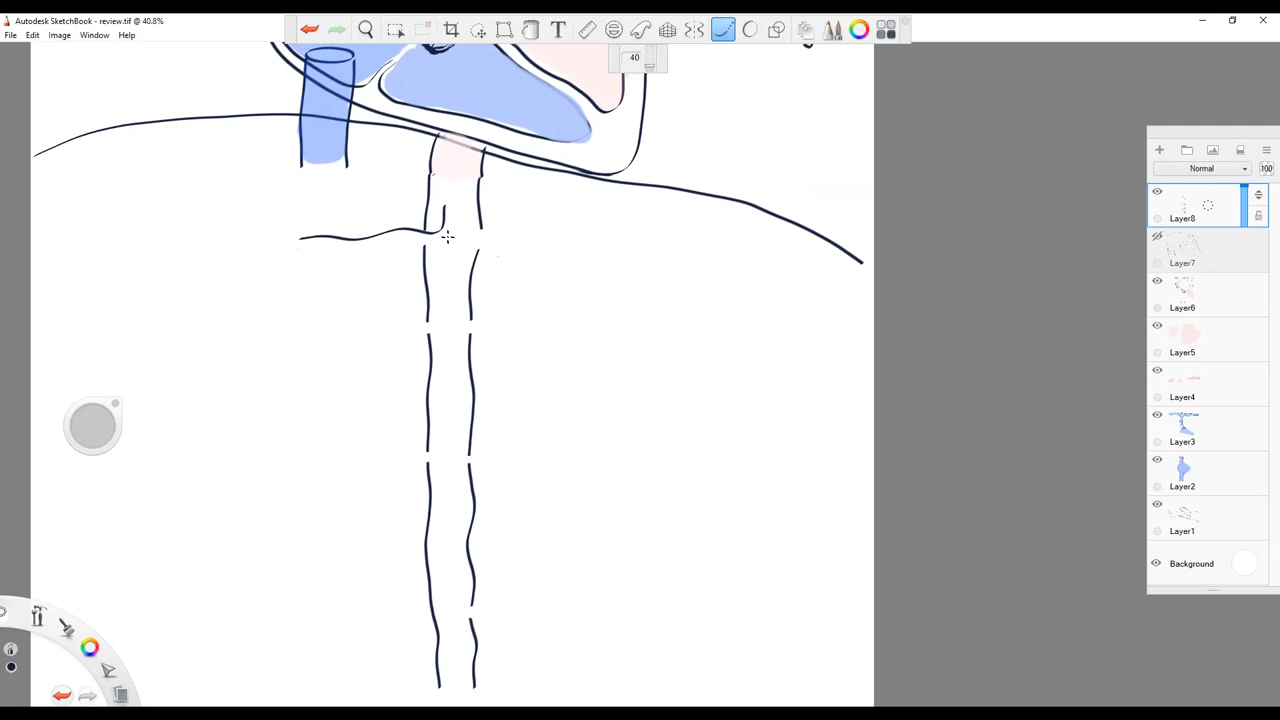 Autodesk SketchBook - review.tif @ 40.8%
File Edit Image Window Help
40
Normal 100
Layer8
Layer7
Layer6
Layer5
Layer4
Layer3
Layer2
Layer1
Background